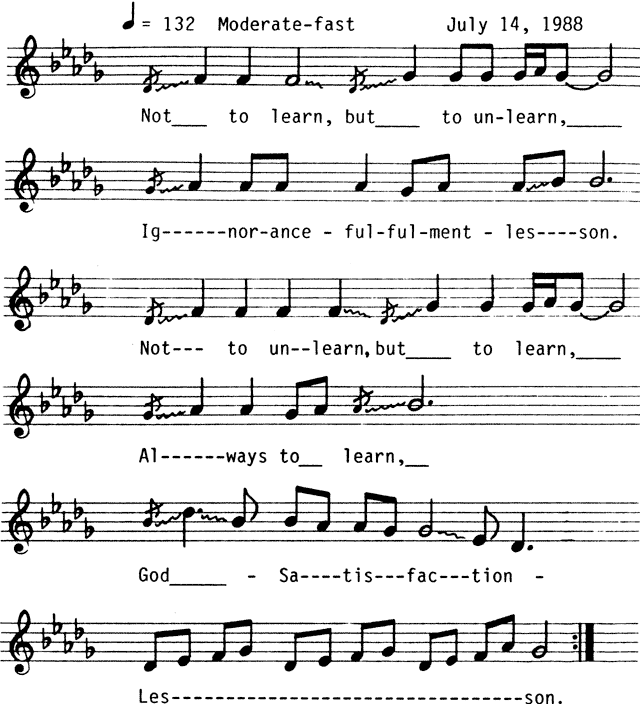 ♩ = 132 Moderate-fast July 14, 1988
Not___ to learn, but____ to un-learn,_____
Ig------nor-ance - ful-ful-ment - les----son.
Not--- to un--learn,but____ to learn,____
Al------ways to__ learn,__
God_____ - Sa----tis---fac---tion -
Les--------------------------------son.